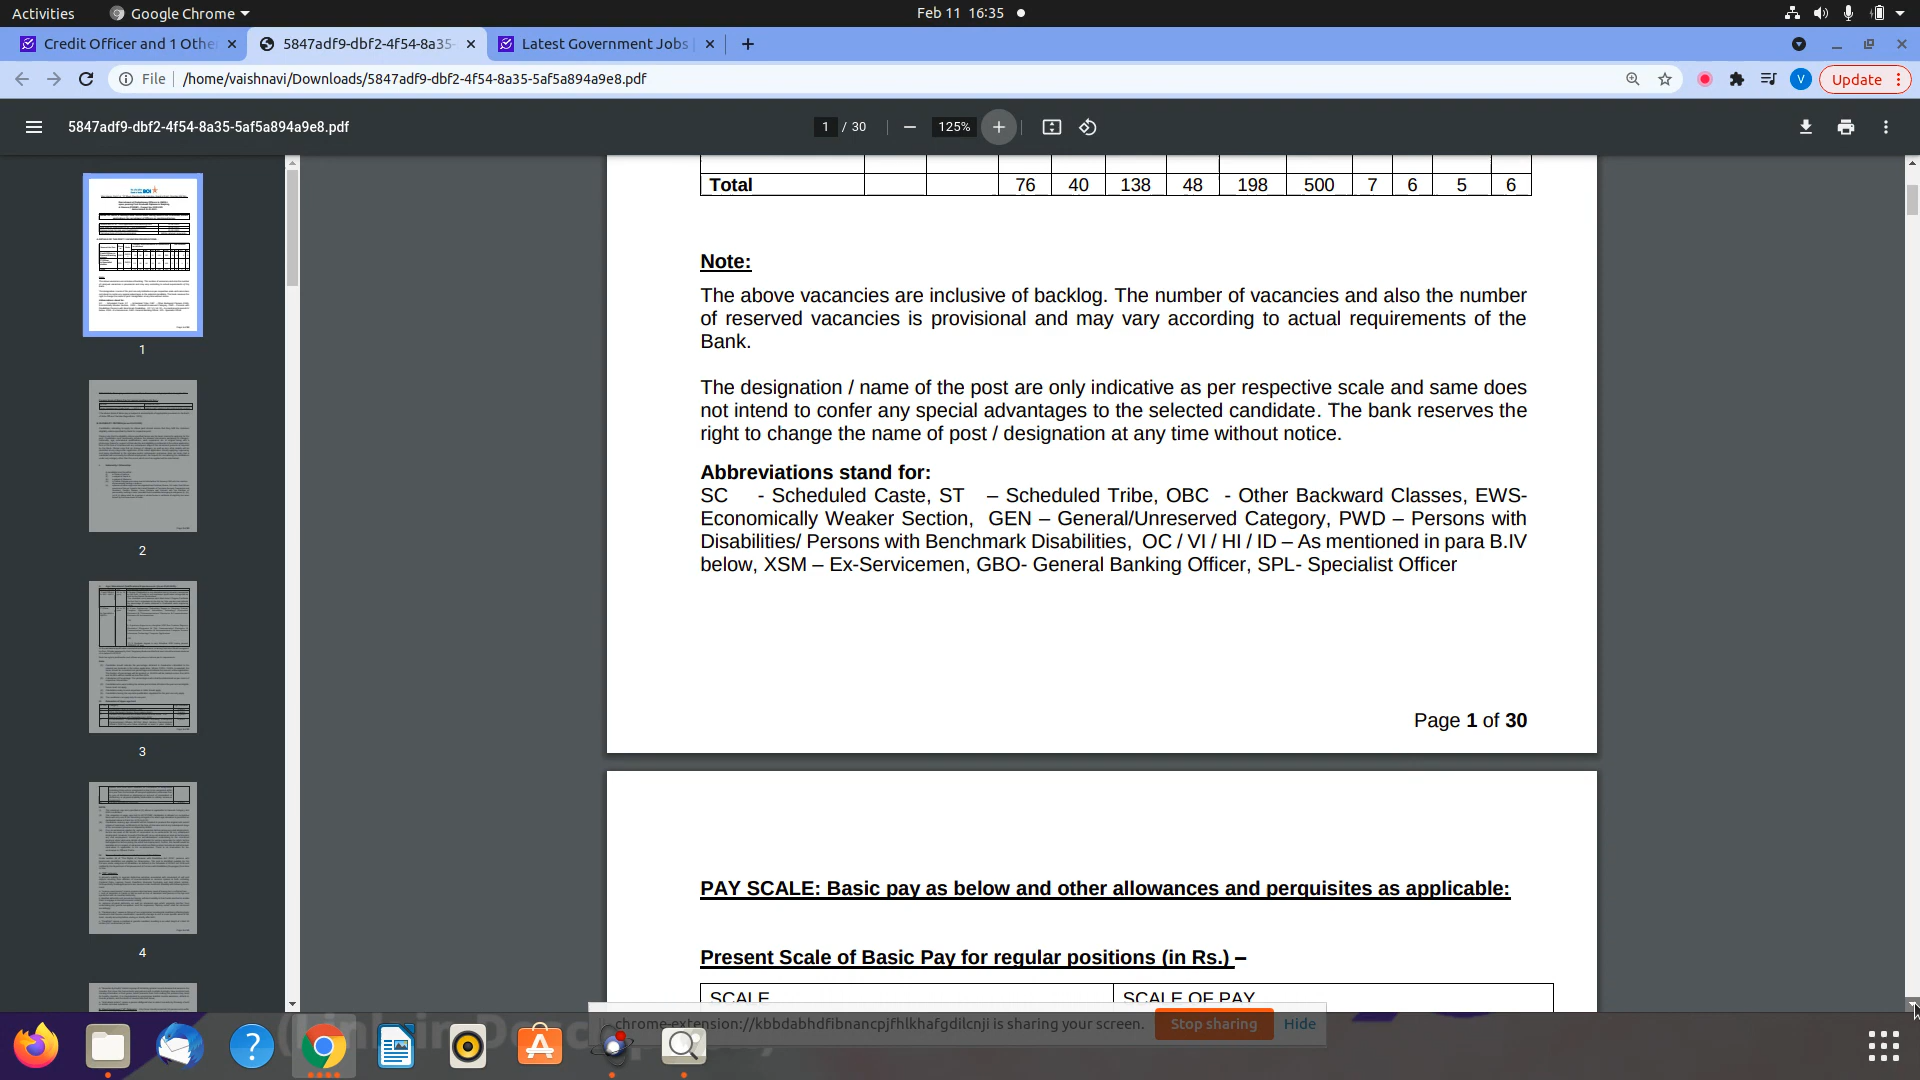 Activities Google Chrome Feb 11 16:35
Credit Officer and 1 Othe 5847adf9-dbf2-4f54-8a35- Latest Government Jobs
File /home/vaishnavi/Downloads/5847adf9-dbf2-4f54-8a35-5af5a894a9e8.pdf V Update
5847adf9-dbf2-4f54-8a35-5af5a894a9e8.pdf 1 / 30 125%
1
2
3
4
Total 76 40 138 48 198 500 7 6 5 6
Note:
The above vacancies are inclusive of backlog. The number of vacancies and also the number
of reserved vacancies is provisional and may vary according to actual requirements of the
Bank.
The designation / name of the post are only indicative as per respective scale and same does
not intend to confer any special advantages to the selected candidate. The bank reserves the
right to change the name of post / designation at any time without notice.
Abbreviations stand for:
SC - Scheduled Caste, ST – Scheduled Tribe, OBC - Other Backward Classes, EWS-
Economically Weaker Section, GEN – General/Unreserved Category, PWD – Persons with
Disabilities/ Persons with Benchmark Disabilities, OC / VI / HI / ID – As mentioned in para B.IV
below, XSM – Ex-Servicemen, GBO- General Banking Officer, SPL- Specialist Officer
Page 1 of 30
PAY SCALE: Basic pay as below and other allowances and perquisites as applicable:
Present Scale of Basic Pay for regular positions (in Rs.) –
SCALE SCALE OF PAY
chrome-extension://kbbdabhdfibnancpjfhlkhafgdilcnji is sharing your screen. Stop sharing Hide